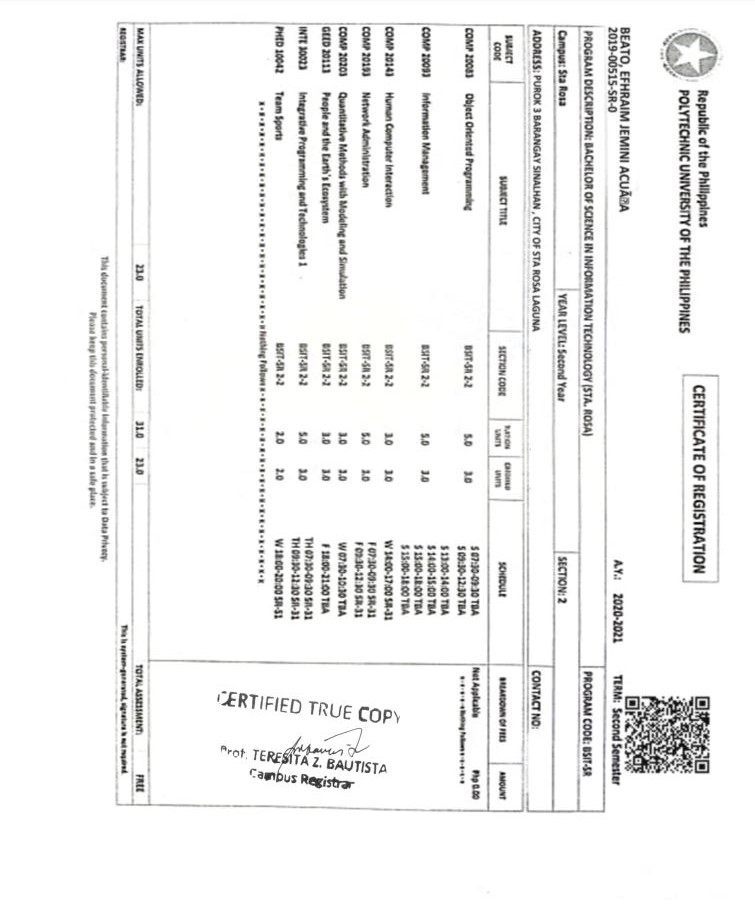 Republic of the Philippines
POLYTECHNIC UNIVERSITY OF THE PHILIPPINES
CERTIFICATE OF REGISTRATION
BEATO, EFHRAIM JEMINI ACUÃ‘A
2019-00515-SR-0
A.Y.: 2020-2021 TERM: Second Semester
PROGRAM DESCRIPTION: BACHELOR OF SCIENCE IN INFORMATION TECHNOLOGY (STA. ROSA) PROGRAM CODE: BSIT-SR
Campus: Sta Rosa YEAR LEVEL: Second Year SECTION: 2
ADDRESS: PUROK 3 BARANGAY SINALHAN, CITY OF STA ROSA LAGUNA CONTACT NO:
SUBJECT CODE SUBJECT TITLE SECTION CODE TUITION UNITS CREDITED UNITS SCHEDULE BREAKDOWN OF FEES AMOUNT
COMP 20083 Object Oriented Programming BSIT-SR 2-2 5.0 3.0 S 07:30-09:30 TBA Not Applicable Php 0.00
S 09:30-12:30 TBA Nothing Follows
COMP 20093 Information Management BSIT-SR 2-2 5.0 3.0 S 13:00-14:00 TBA
S 14:00-15:00 TBA
S 15:00-18:00 TBA
S 15:00-18:00 TBA
COMP 20143 Human Computer Interaction BSIT-SR 2-2 3.0 3.0 W 14:00-17:00 SR-31
COMP 20193 Network Administration BSIT-SR 2-2 5.0 3.0 F 07:30-09:30 SR-31
F 09:30-12:30 SR-31
COMP 20203 Quantitative Methods with Modeling and Simulation BSIT-SR 2-2 3.0 3.0 W 07:30-10:30 TBA
GEED 20113 People and the Earth's Ecosystem BSIT-SR 2-2 3.0 3.0 F 18:00-21:00 TBA
INTE 30023 Integrative Programming and Technologies 1 BSIT-SR 2-2 5.0 3.0 TH 07:30-09:30 SR-31
TH 09:30-12:30 SR-31
PHED 10042 Team Sports BSIT-SR 2-2 2.0 2.0 W 18:00-20:00 SR-S1
Nothing Follows
CERTIFIED TRUE COPY
Prof. TERESITA Z. BAUTISTA
Campus Registrar
MAX UNITS ALLOWED: 23.0 TOTAL UNITS ENROLLED: 31.0 23.0 TOTAL ASSESSMENT: FREE
REGISTRAR: This is system-generated, signature is not required.
This document contains personal-identifiable information that is subject to Data Privacy.
Please keep this document protected and in a safe place.